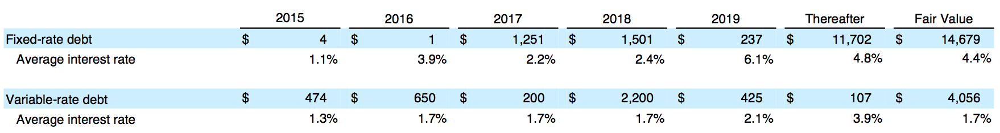 2015 2016 2017 2018 2019 Thereafter Fair Value
Fixed-rate debt $ 4 $ 1 $ 1,251 $ 1,501 $ 237 $ 11,702 $ 14,679
Average interest rate 1.1% 3.9% 2.2% 2.4% 6.1% 4.8% 4.4%
Variable-rate debt $ 474 $ 650 $ 200 $ 2,200 $ 425 $ 107 $ 4,056
Average interest rate 1.3% 1.7% 1.7% 1.7% 2.1% 3.9% 1.7%